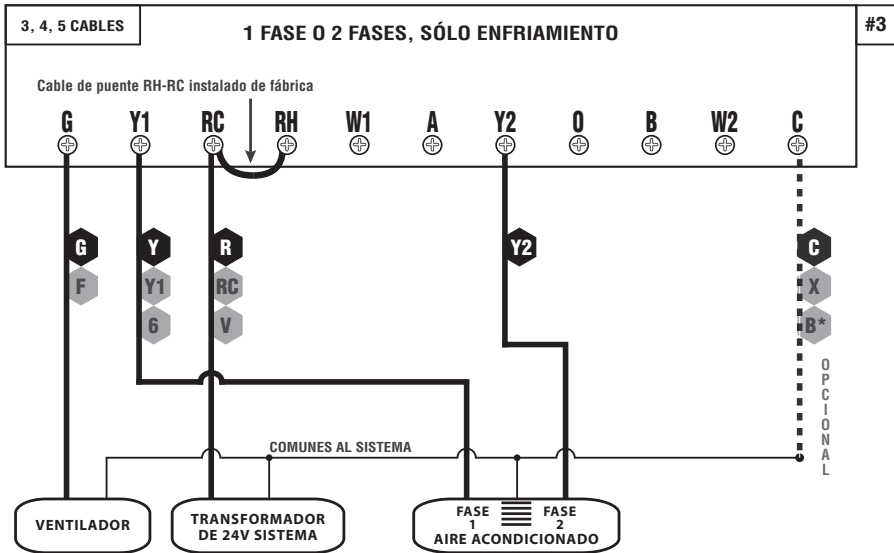 3, 4, 5 CABLES
1 FASE O 2 FASES, SÓLO ENFRIAMIENTO
#3
Cable de puente RH-RC instalado de fábrica
G Y1 RC RH W1 A Y2 O B W2 C
G Y R Y2 C
F Y1 RC X
6 V B*
OPCIONAL
COMUNES AL SISTEMA
VENTILADOR
TRANSFORMADOR
DE 24V SISTEMA
FASE 1
FASE 2
AIRE ACONDICIONADO